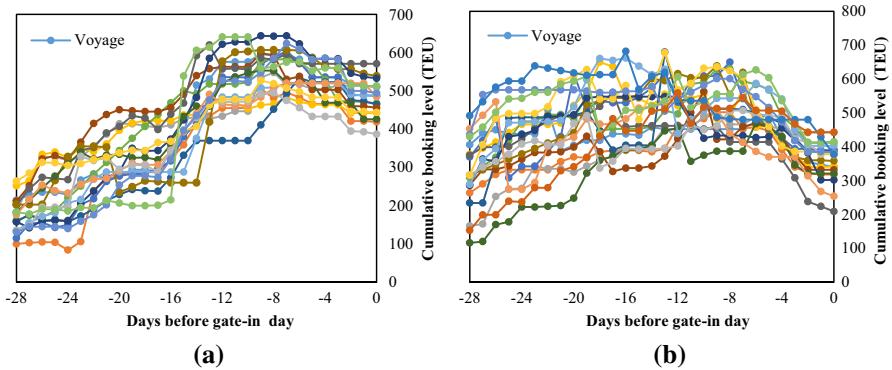 Voyage
700
600
500
400
300
200
100
0
Cumulative booking level (TEU)
-28 -24 -20 -16 -12 -8 -4 0
Days before gate-in day
(a)
Voyage
800
700
600
500
400
300
200
100
0
Cumulative booking level (TEU)
-28 -24 -20 -16 -12 -8 -4 0
Days before gate-in day
(b)